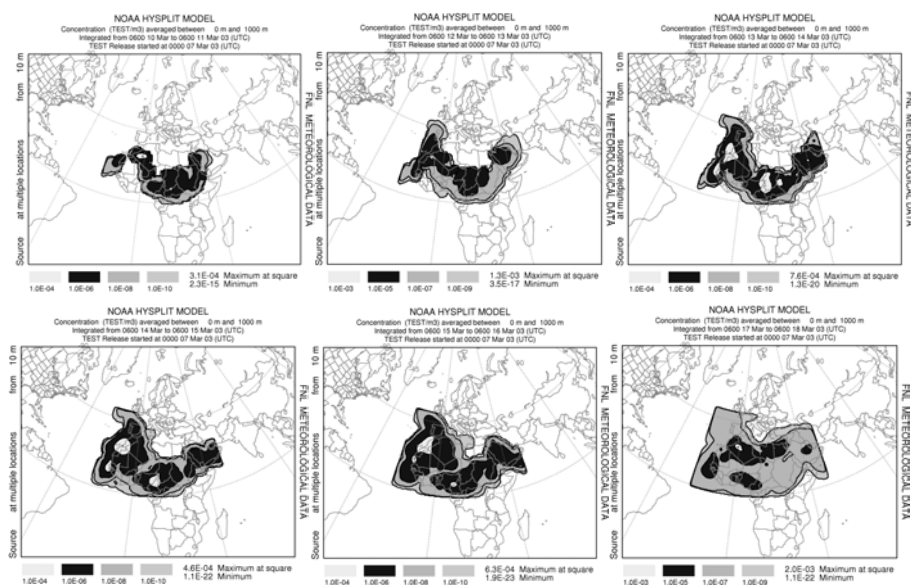 NOAA HYSPLIT MODEL
Concentration (TEST/m3) averaged between 0 m and 1000 m
Integrated from 0600 10 Mar to 0600 11 Mar 03 (UTC)
TEST Release started at 0000 07 Mar 03 (UTC)
Source at multiple locations from 10 m
FNL METEOROLOGICAL DATA
3.1E-04 Maximum at square
2.3E-15 Minimum
1.0E-04 1.0E-06 1.0E-08 1.0E-10
NOAA HYSPLIT MODEL
Concentration (TEST/m3) averaged between 0 m and 1000 m
Integrated from 0600 12 Mar to 0600 13 Mar 03 (UTC)
TEST Release started at 0000 07 Mar 03 (UTC)
Source at multiple locations from 10 m
FNL METEOROLOGICAL DATA
1.3E-03 Maximum at square
3.5E-17 Minimum
1.0E-03 1.0E-05 1.0E-07 1.0E-09
NOAA HYSPLIT MODEL
Concentration (TEST/m3) averaged between 0 m and 1000 m
Integrated from 0600 13 Mar to 0600 14 Mar 03 (UTC)
TEST Release started at 0000 07 Mar 03 (UTC)
Source at multiple locations from 10 m
FNL METEOROLOGICAL DATA
7.6E-04 Maximum at square
1.3E-20 Minimum
1.0E-04 1.0E-06 1.0E-08 1.0E-10
NOAA HYSPLIT MODEL
Concentration (TEST/m3) averaged between 0 m and 1000 m
Integrated from 0600 14 Mar to 0600 15 Mar 03 (UTC)
TEST Release started at 0000 07 Mar 03 (UTC)
Source at multiple locations from 10 m
FNL METEOROLOGICAL DATA
4.6E-04 Maximum at square
1.1E-22 Minimum
1.0E-04 1.0E-06 1.0E-08 1.0E-10
NOAA HYSPLIT MODEL
Concentration (TEST/m3) averaged between 0 m and 1000 m
Integrated from 0600 15 Mar to 0600 16 Mar 03 (UTC)
TEST Release started at 0000 07 Mar 03 (UTC)
Source at multiple locations from 10 m
FNL METEOROLOGICAL DATA
6.3E-04 Maximum at square
1.9E-23 Minimum
1.0E-04 1.0E-06 1.0E-08 1.0E-10
NOAA HYSPLIT MODEL
Concentration (TEST/m3) averaged between 0 m and 1000 m
Integrated from 0600 17 Mar to 0600 18 Mar 03 (UTC)
TEST Release started at 0000 07 Mar 03 (UTC)
Source at multiple locations from 10 m
FNL METEOROLOGICAL DATA
2.0E-03 Maximum at square
1.1E-22 Minimum
1.0E-03 1.0E-05 1.0E-07 1.0E-09